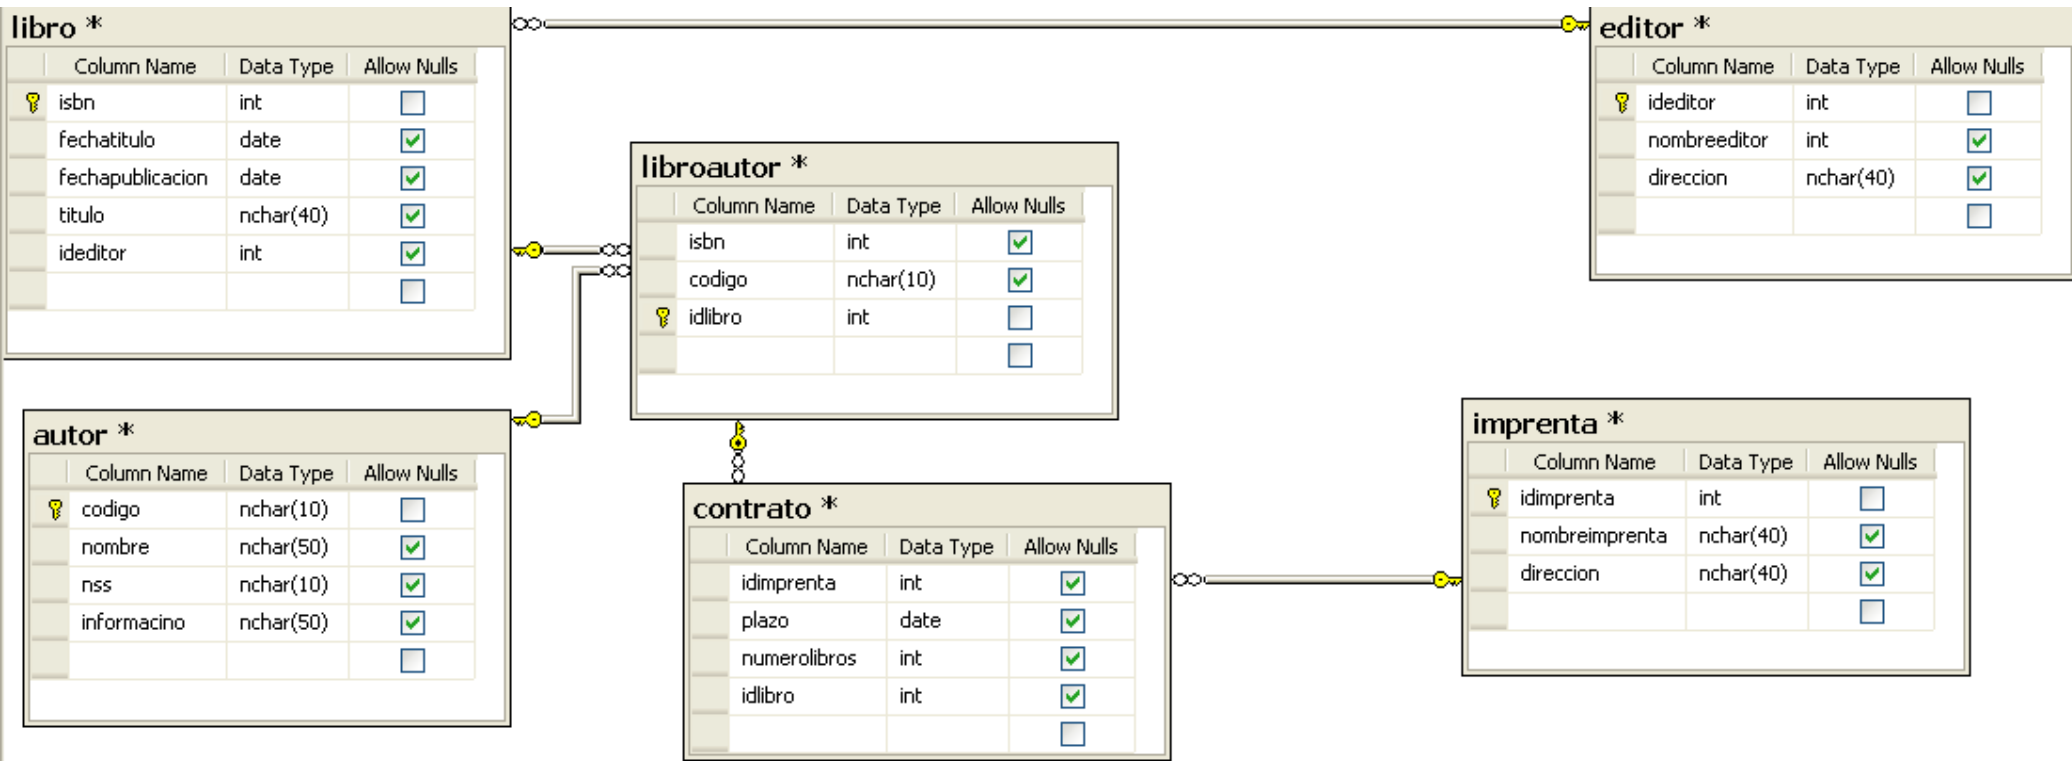 libro *
Column Name Data Type Allow Nulls
isbn int
fechatitulo date
fechapublicacion date
titulo nchar(40)
ideditor int
editor *
Column Name Data Type Allow Nulls
ideditor int
nombreeditor int
direccion nchar(40)
libroautor *
Column Name Data Type Allow Nulls
isbn int
codigo nchar(10)
idlibro int
autor *
Column Name Data Type Allow Nulls
codigo nchar(10)
nombre nchar(50)
nss nchar(10)
informacino nchar(50)
contrato *
Column Name Data Type Allow Nulls
idimprenta int
plazo date
numerolibros int
idlibro int
imprenta *
Column Name Data Type Allow Nulls
idimprenta int
nombreimprenta nchar(40)
direccion nchar(40)